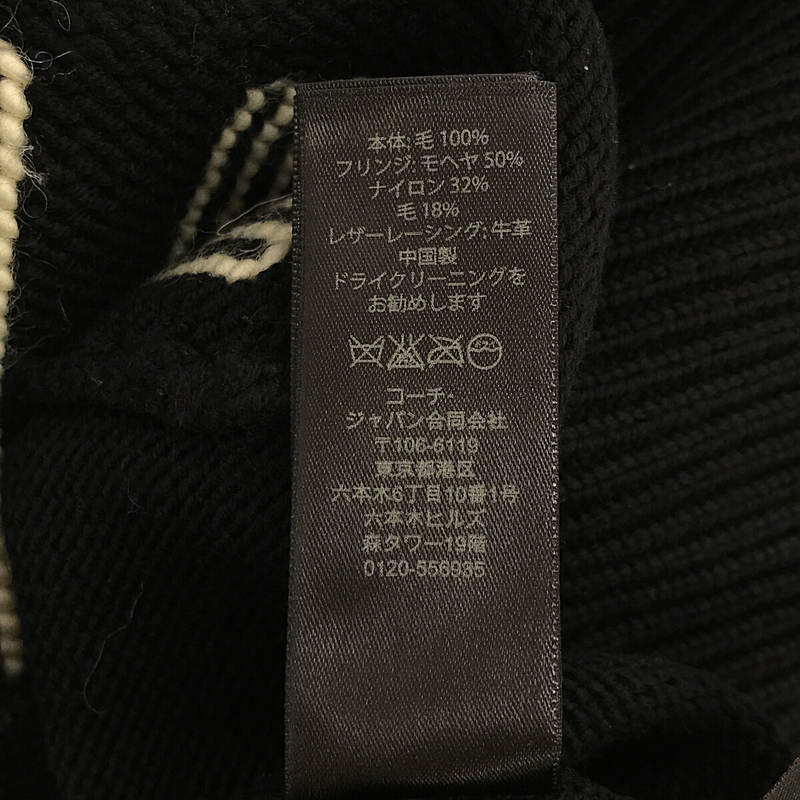 本体: 毛 100%
フリンジ: モヘヤ 50%
ナイロン 32%
毛 18%
レザーレーシング: 牛革
中国製
ドライクリーニングを
お勧めします
コーチ・
ジャパン合同会社
〒106-6119
東京都港区
六本木6丁目10番1号
六本木ヒルズ
森タワー19階
0120-556935